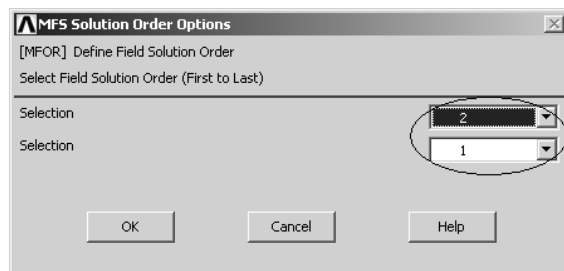 MFS Solution Order Options
[MFOR] Define Field Solution Order
Select Field Solution Order (First to Last)
Selection 2
Selection 1
OK Cancel Help